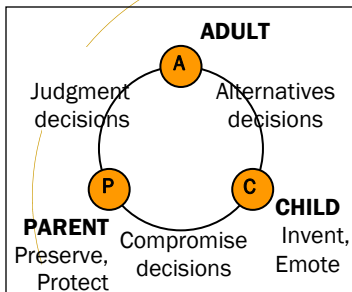 ADULT
A
Judgment
decisions
Alternatives
decisions
P
C
PARENT
Preserve,
Protect
Compromise
decisions
CHILD
Invent,
Emote